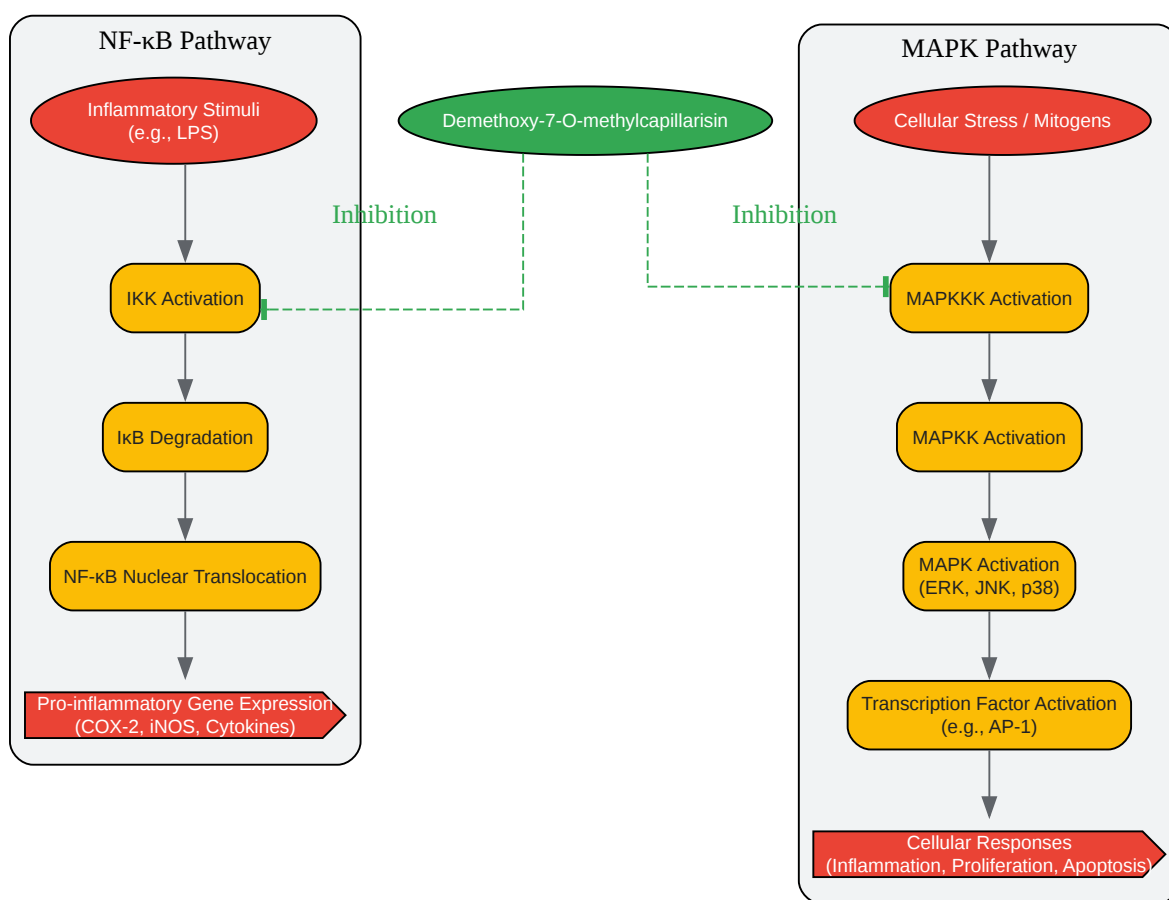 NF-κB Pathway
Inflammatory Stimuli
(e.g., LPS)
IKK Activation
IκB Degradation
NF-κB Nuclear Translocation
Pro-inflammatory Gene Expression
(COX-2, iNOS, Cytokines)
Demethoxy-7-O-methylcapillarisin
Inhibition
Inhibition
MAPK Pathway
Cellular Stress / Mitogens
MAPKKK Activation
MAPKK Activation
MAPK Activation
(ERK, JNK, p38)
Transcription Factor Activation
(e.g., AP-1)
Cellular Responses
(Inflammation, Proliferation, Apoptosis)